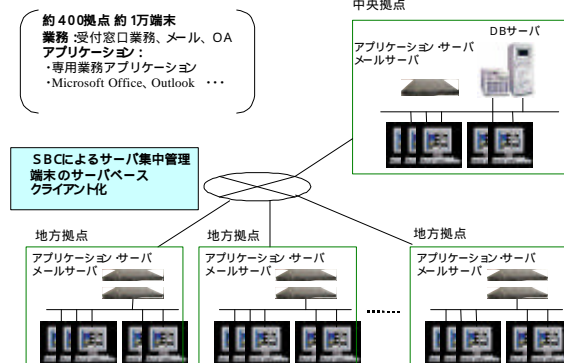 約400拠点 約1万端末
業務:受付窓口業務、メール、OA
アプリケーション:
・専用業務アプリケーション
・Microsoft Office、Outlook ・・・
中央拠点
DBサーバ
アプリケーション・サーバ
メールサーバ
SBCによるサーバ集中管理
端末のサーバベース
クライアント化
地方拠点
アプリケーション・サーバ
メールサーバ
地方拠点
アプリケーション・サーバ
メールサーバ
地方拠点
アプリケーション・サーバ
メールサーバ